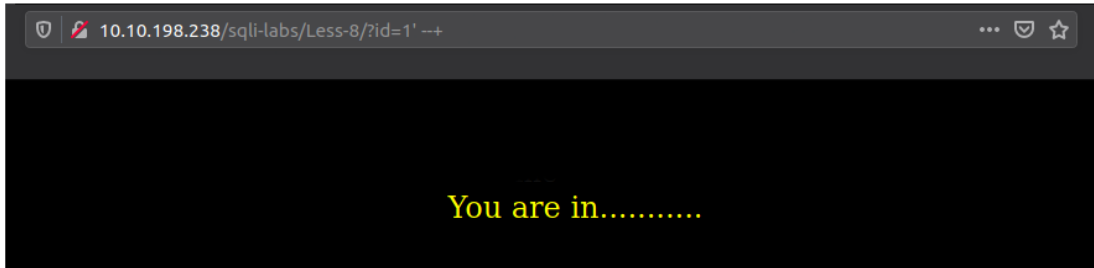 10.10.198.238/sqli-labs/Less-8/?id=1' --+
You are in...........